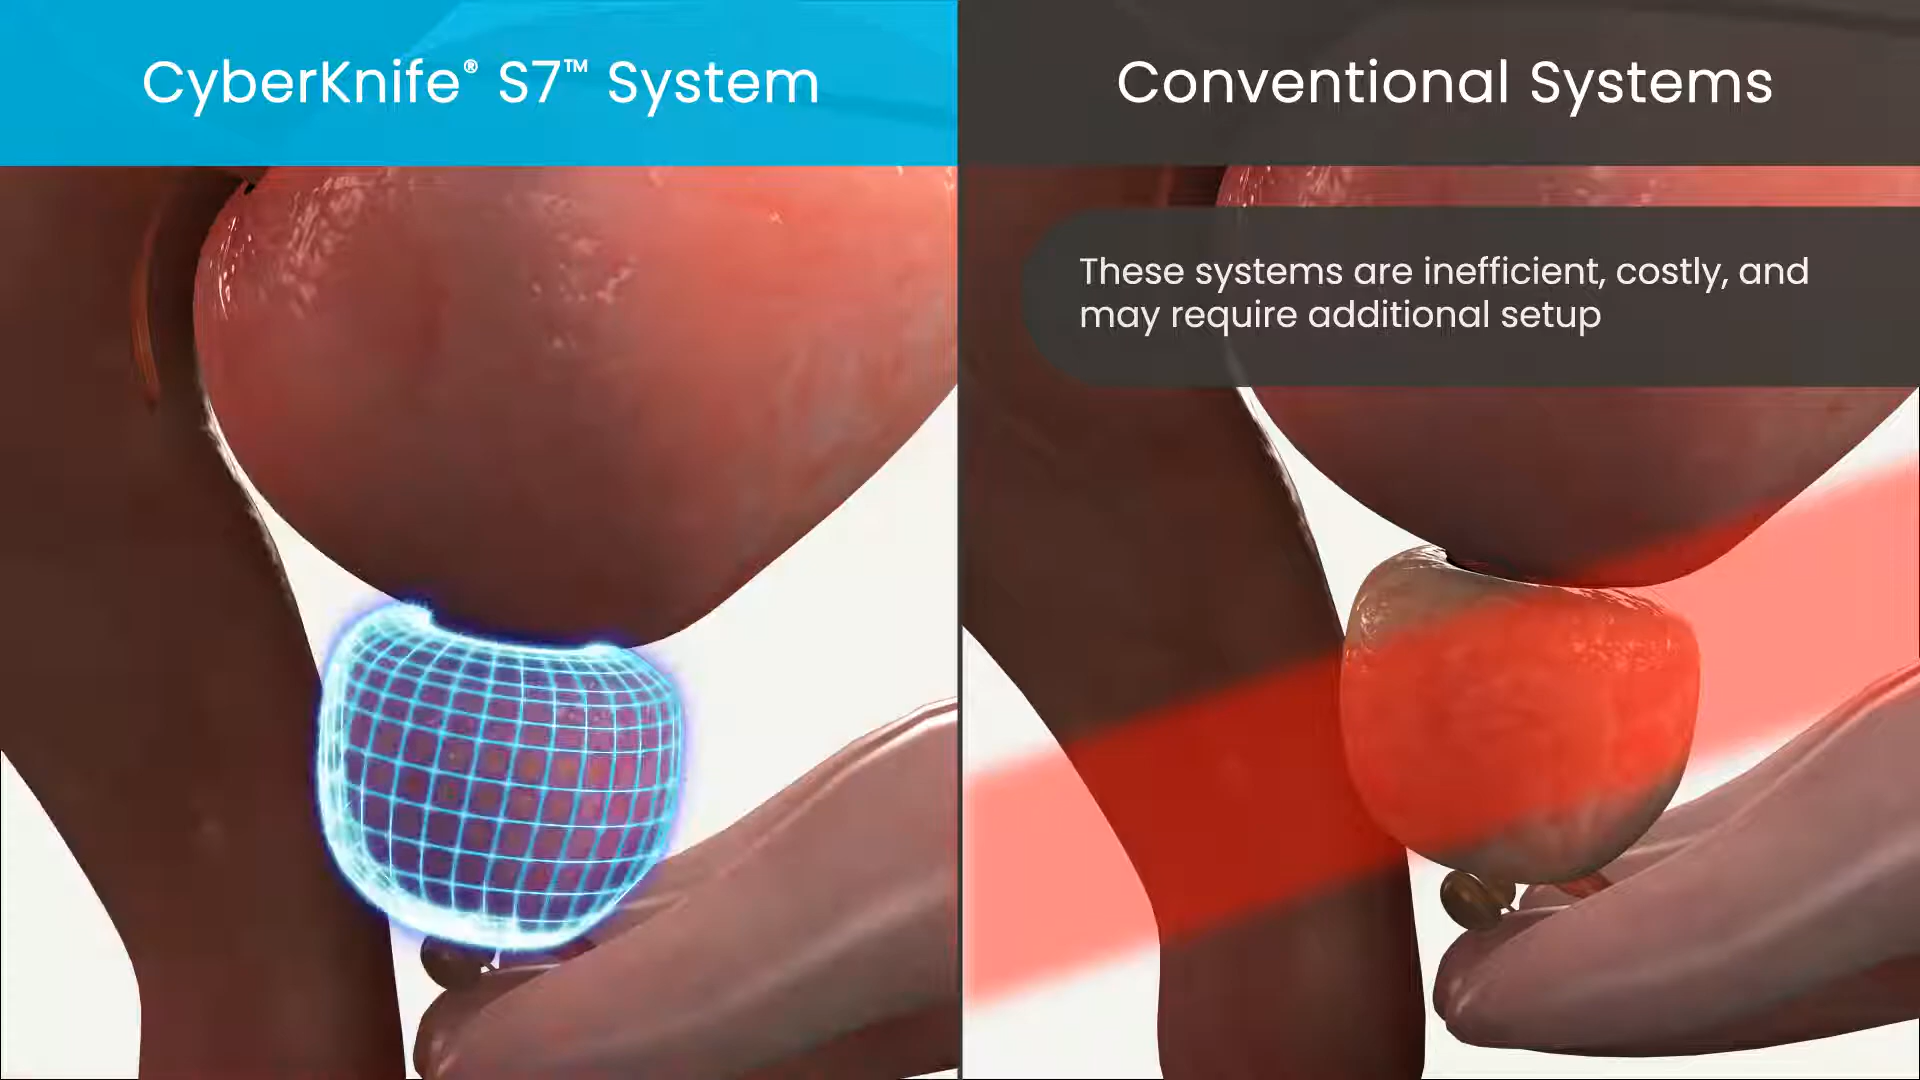 CyberKnife® S7™ System
Conventional Systems
These systems are inefficient, costly, and
may require additional setup